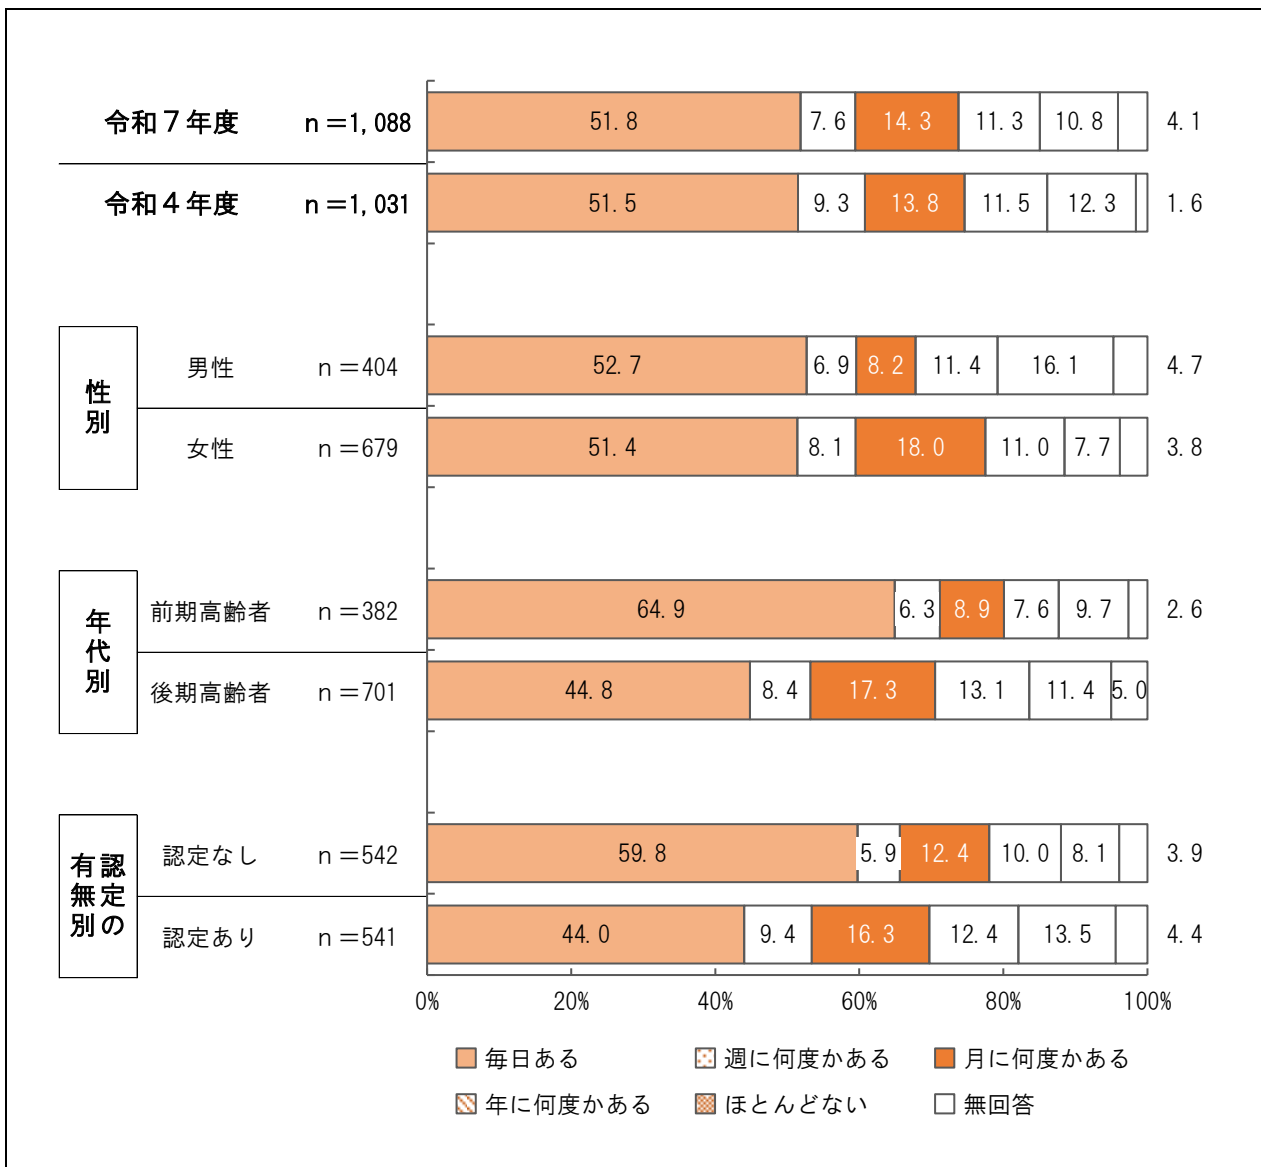 令和７年度 ｎ＝1,088 51.8 7.6 14.3 11.3 10.8 4.1
令和４年度 ｎ＝1,031 51.5 9.3 13.8 11.5 12.3 1.6
性別
男性 ｎ＝404 52.7 6.9 8.2 11.4 16.1 4.7
女性 ｎ＝679 51.4 8.1 18.0 11.0 7.7 3.8
年代別
前期高齢者 ｎ＝382 64.9 6.3 8.9 7.6 9.7 2.6
後期高齢者 ｎ＝701 44.8 8.4 17.3 13.1 11.4 5.0
認定の有無別
認定なし ｎ＝542 59.8 5.9 12.4 10.0 8.1 3.9
認定あり ｎ＝541 44.0 9.4 16.3 12.4 13.5 4.4
0% 20% 40% 60% 80% 100%
毎日ある 週に何度かある 月に何度かある
年に何度かある ほとんどない 無回答